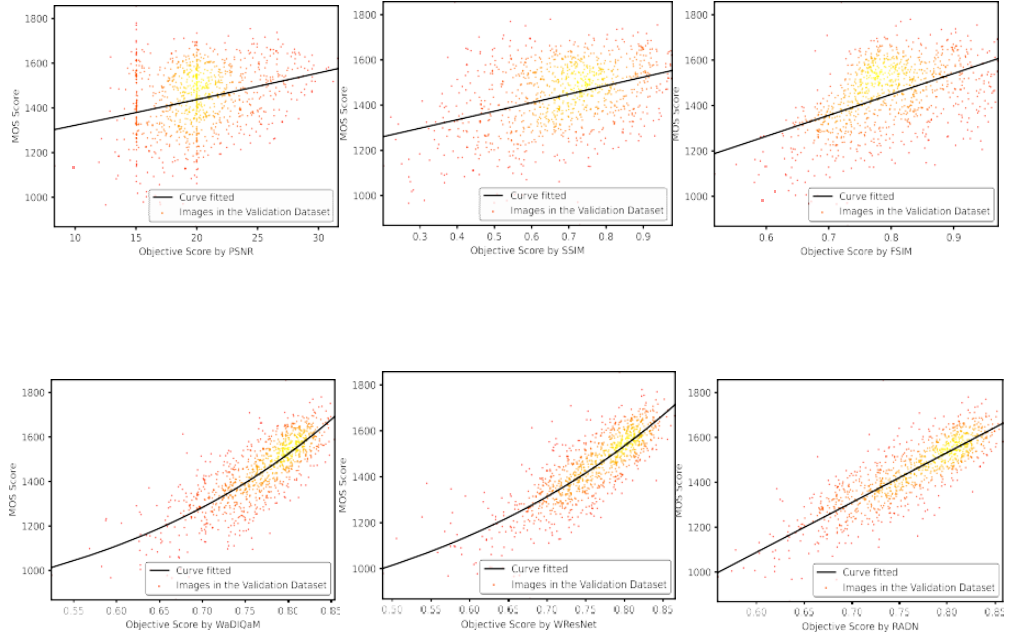 1800
1600
1400
1200
1000
MOS Score
Curve fitted
Images in the Validation Dataset
10 15 20 25 30
Objective Score by PSNR
1800
1600
1400
1200
1000
MOS Score
Curve fitted
Images in the Validation Dataset
0.3 0.4 0.5 0.6 0.7 0.8 0.9
Objective Score by SSIM
1800
1600
1400
1200
1000
MOS Score
Curve fitted
Images in the Validation Dataset
0.6 0.7 0.8 0.9
Objective Score by FSIM
1800
1600
1400
1200
1000
MOS Score
Curve fitted
Images in the Validation Dataset
0.55 0.60 0.65 0.70 0.75 0.80 0.85
Objective Score by WaDIQaM
1800
1600
1400
1200
1000
MOS Score
Curve fitted
Images in the Validation Dataset
0.50 0.55 0.60 0.65 0.70 0.75 0.80 0.85
Objective Score by WResNet
1800
1600
1400
1200
1000
MOS Score
Curve fitted
Images in the Validation Dataset
0.60 0.65 0.70 0.75 0.80 0.85
Objective Score by RADN